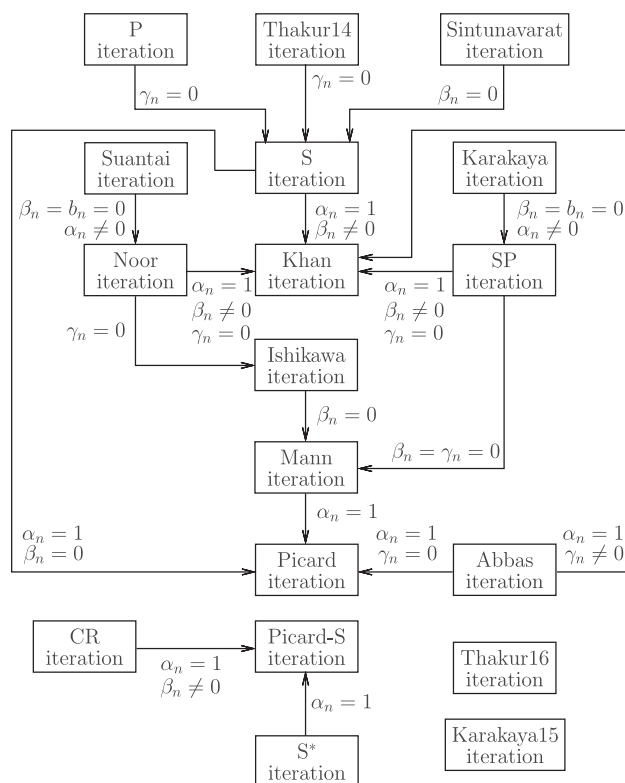 P
iteration
Thakur14
iteration
Sintunavarat
iteration
γₙ = 0
γₙ = 0
βₙ = 0
Suantai
iteration
S
iteration
Karakaya
iteration
βₙ = bₙ = 0
αₙ ≠ 0
αₙ = 1
βₙ ≠ 0
βₙ = bₙ = 0
αₙ ≠ 0
Noor
iteration
Khan
iteration
SP
iteration
αₙ = 1
βₙ ≠ 0
γₙ = 0
αₙ = 1
βₙ ≠ 0
γₙ = 0
γₙ = 0
Ishikawa
iteration
βₙ = 0
Mann
iteration
βₙ = γₙ = 0
αₙ = 1
αₙ = 1
βₙ = 0
Picard
iteration
αₙ = 1
γₙ = 0
Abbas
iteration
αₙ = 1
γₙ ≠ 0
CR
iteration
αₙ = 1
βₙ ≠ 0
Picard-S
iteration
Thakur16
iteration
αₙ = 1
S*
iteration
Karakaya15
iteration